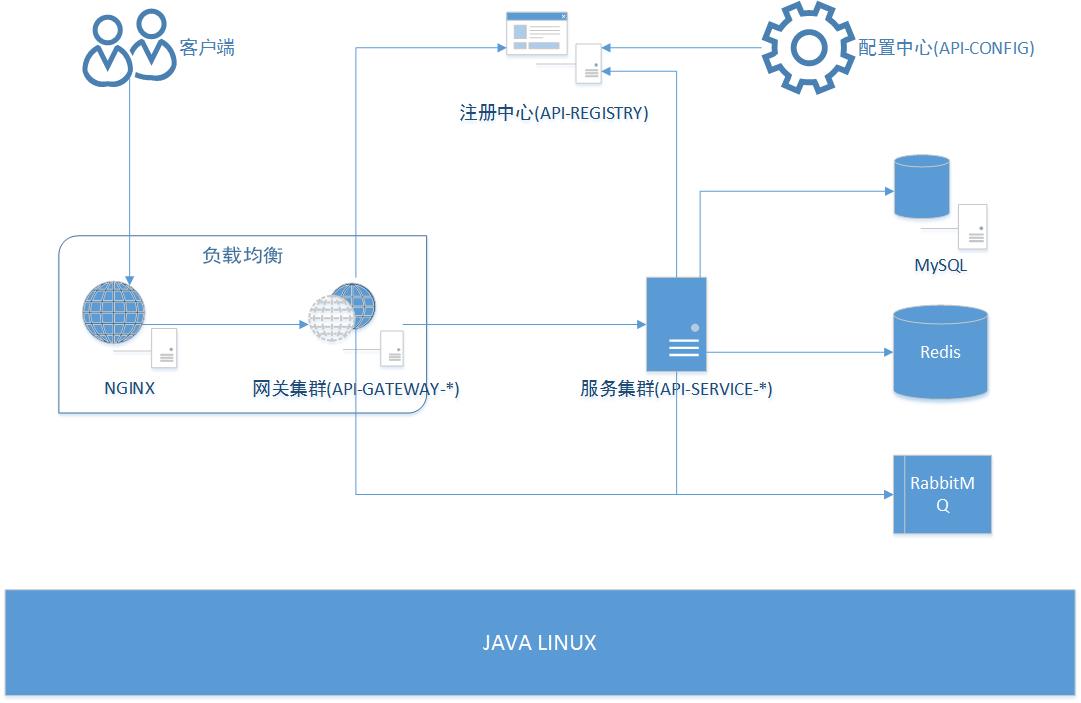 客户端
配置中心(API-CONFIG)
注册中心(API-REGISTRY)
负载均衡
MySQL
NGINX
网关集群(API-GATEWAY-*)
服务集群(API-SERVICE-*)
Redis
RabbitM
Q
JAVA LINUX